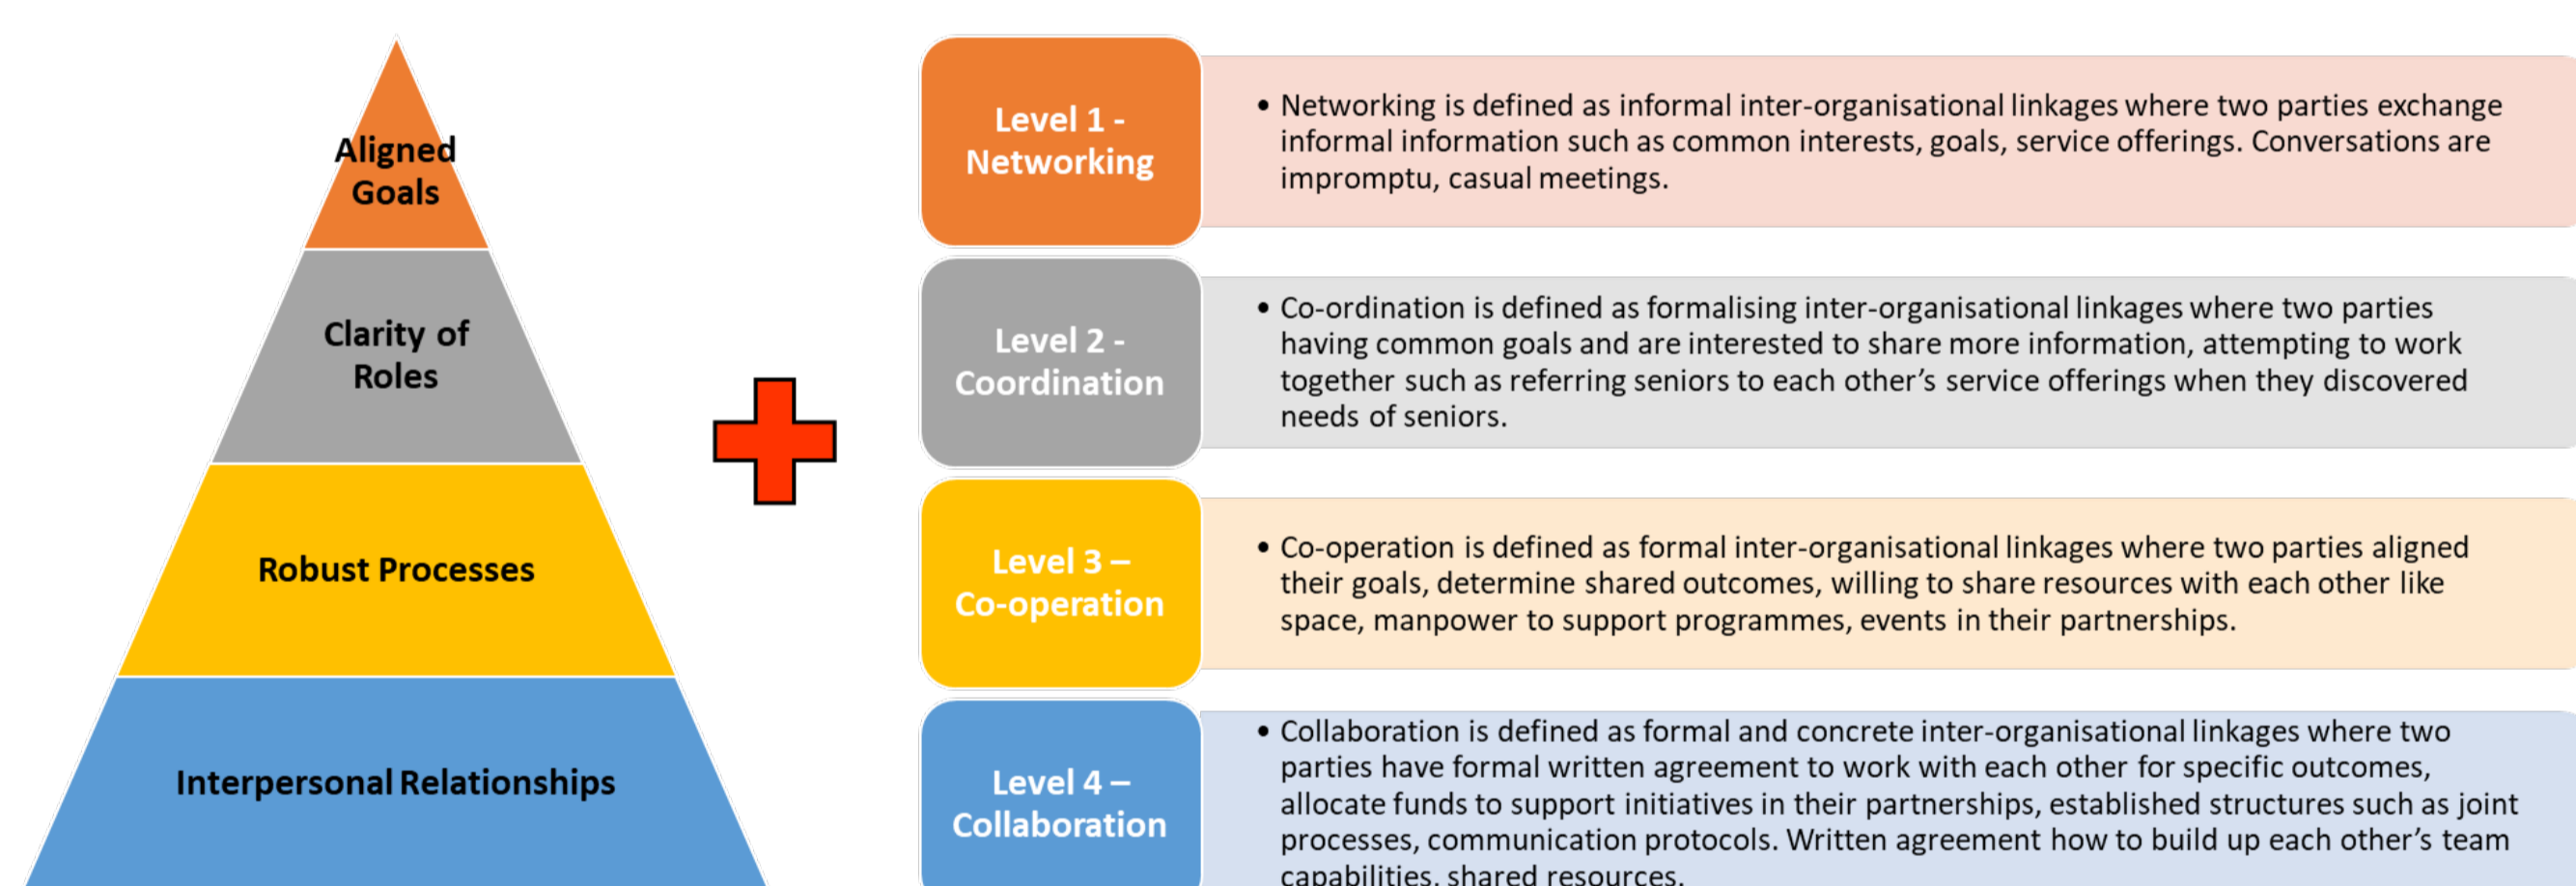 Aligned
Goals
Clarity of
Roles
Robust Processes
Interpersonal Relationships
Level 1 -
Networking
• Networking is defined as informal inter-organisational linkages where two parties exchange
informal information such as common interests, goals, service offerings. Conversations are
impromptu, casual meetings.
Level 2 -
Coordination
• Co-ordination is defined as formalising inter-organisational linkages where two parties
having common goals and are interested to share more information, attempting to work
together such as referring seniors to each other’s service offerings when they discovered
needs of seniors.
Level 3 –
Co-operation
• Co-operation is defined as formal inter-organisational linkages where two parties aligned
their goals, determine shared outcomes, willing to share resources with each other like
space, manpower to support programmes, events in their partnerships.
Level 4 –
Collaboration
• Collaboration is defined as formal and concrete inter-organisational linkages where two
parties have formal written agreement to work with each other for specific outcomes,
allocate funds to support initiatives in their partnerships, established structures such as joint
processes, communication protocols. Written agreement how to build up each other’s team
capabilities, shared resources.